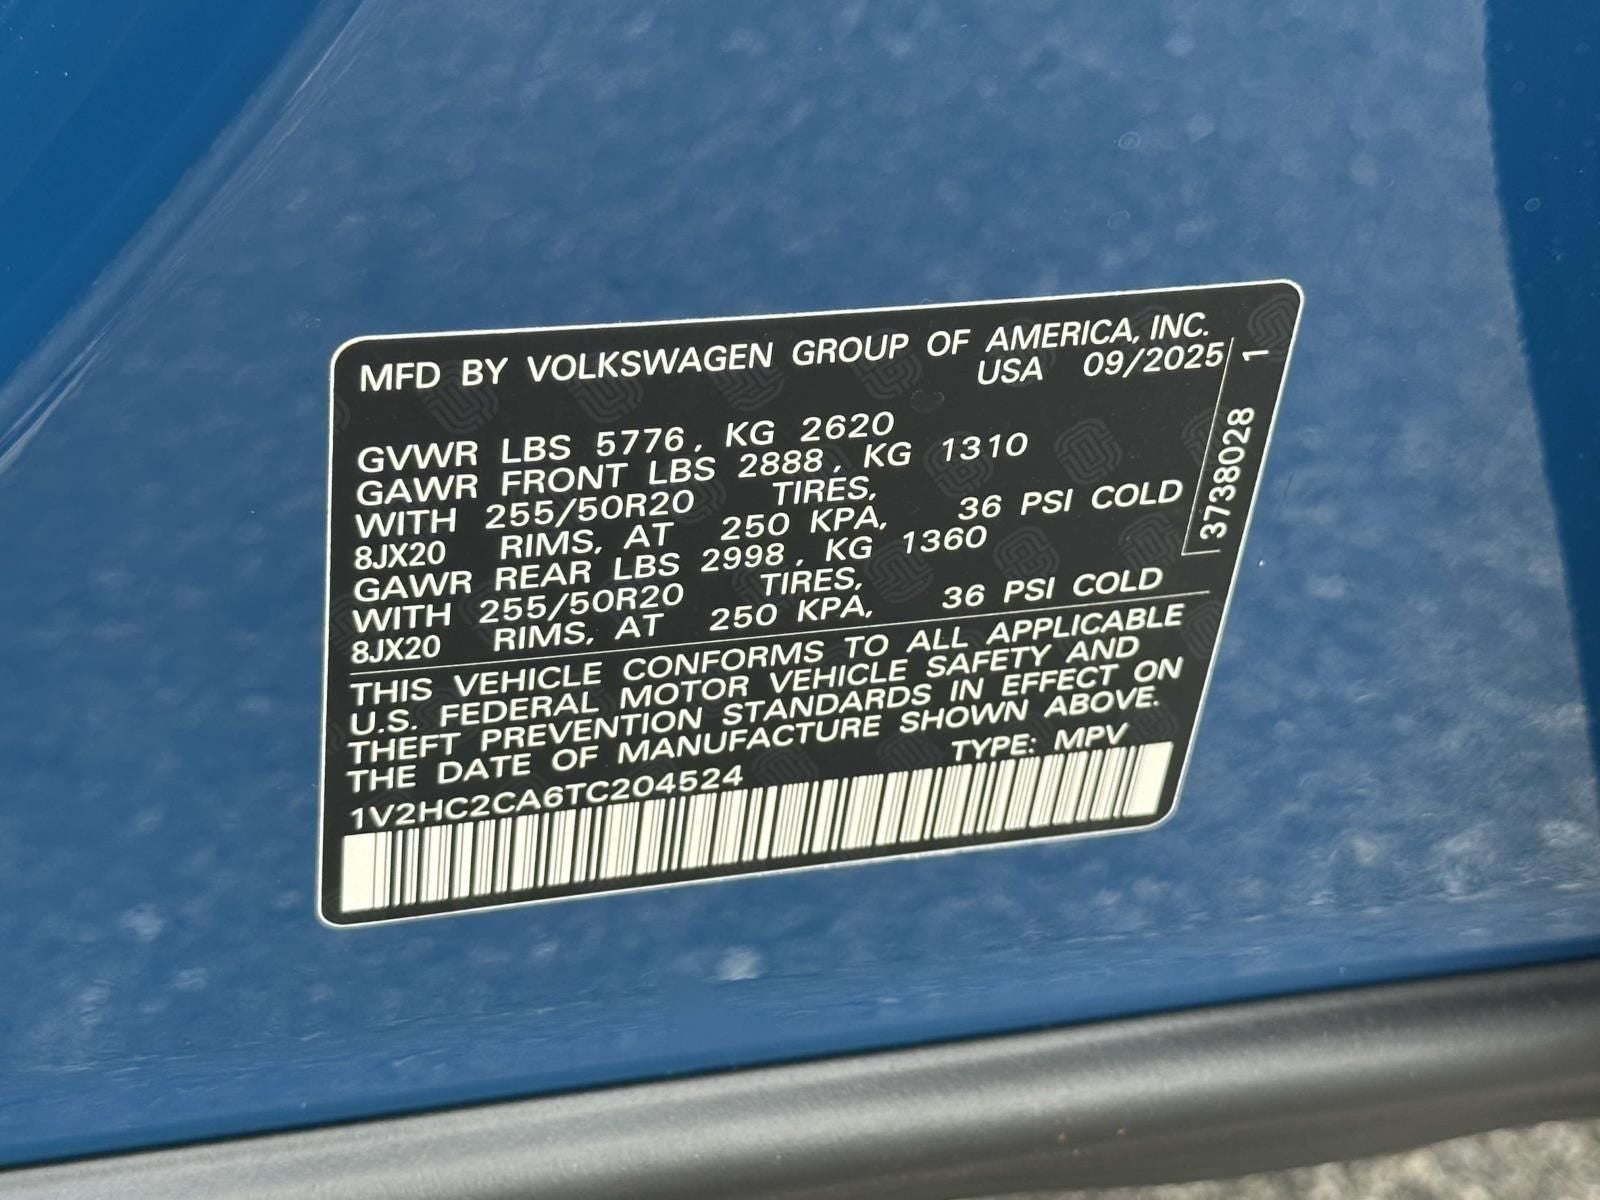 MFD BY VOLKSWAGEN GROUP OF AMERICA, INC.
USA 09/2025
GVWR LBS 5776, KG 2620
GAWR FRONT LBS 2888, KG 1310
WITH 255/50R20 TIRES,
8JX20 RIMS, AT 250 KPA, 36 PSI COLD
GAWR REAR LBS 2998, KG 1360
WITH 255/50R20 TIRES,
8JX20 RIMS, AT 250 KPA, 36 PSI COLD
THIS VEHICLE CONFORMS TO ALL APPLICABLE
U.S. FEDERAL MOTOR VEHICLE SAFETY AND
THEFT PREVENTION STANDARDS IN EFFECT ON
THE DATE OF MANUFACTURE SHOWN ABOVE.
1V2HC2CA6TC204524 TYPE: MPV
3738028 1